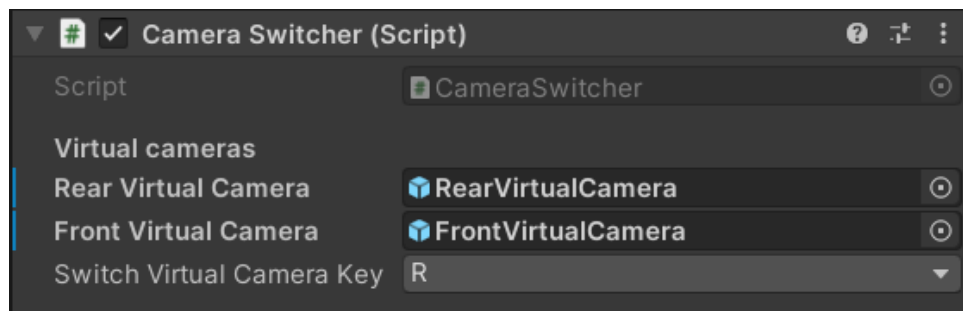 Camera Switcher (Script)
Script CameraSwitcher
Virtual cameras
Rear Virtual Camera RearVirtualCamera
Front Virtual Camera FrontVirtualCamera
Switch Virtual Camera Key R